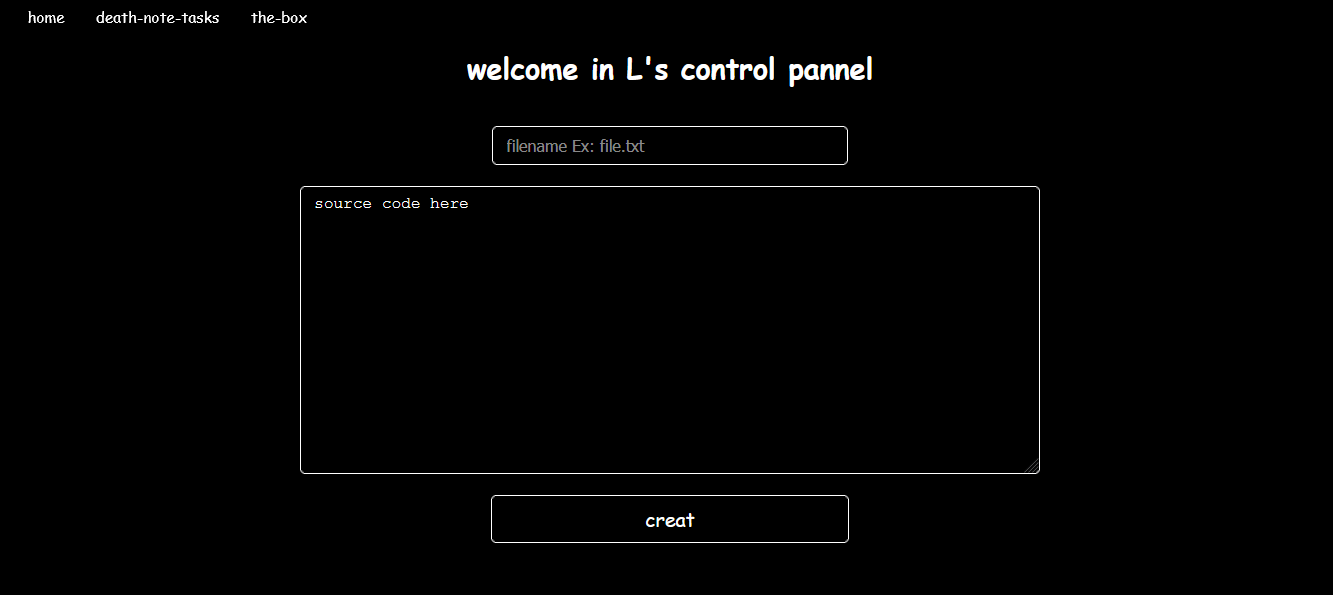 home death-note-tasks the-box
welcome in L's control pannel
filename Ex: file.txt
source code here
creat